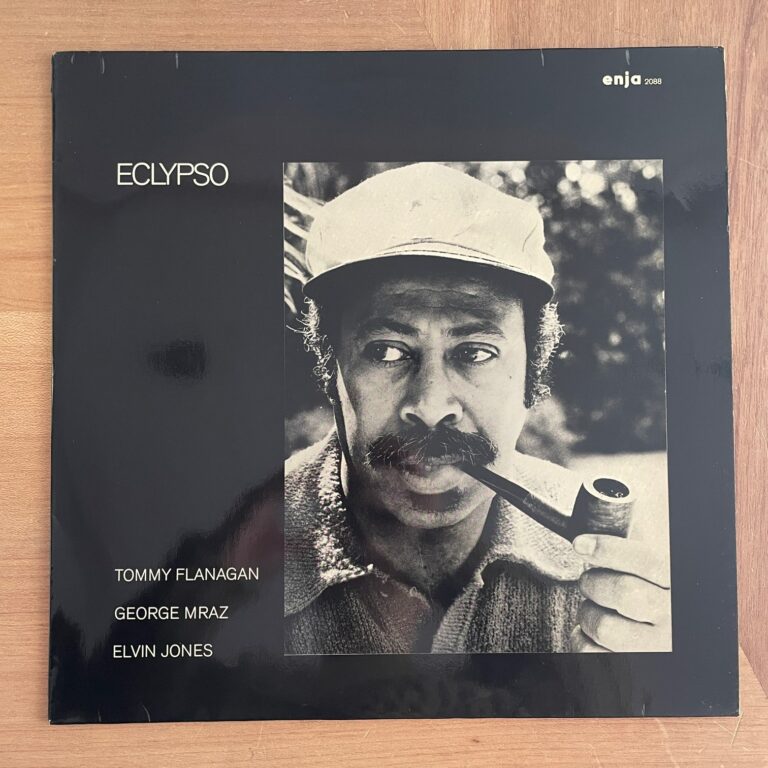 enja 2088
ECLYPSO
TOMMY FLANAGAN
GEORGE MRAZ
ELVIN JONES